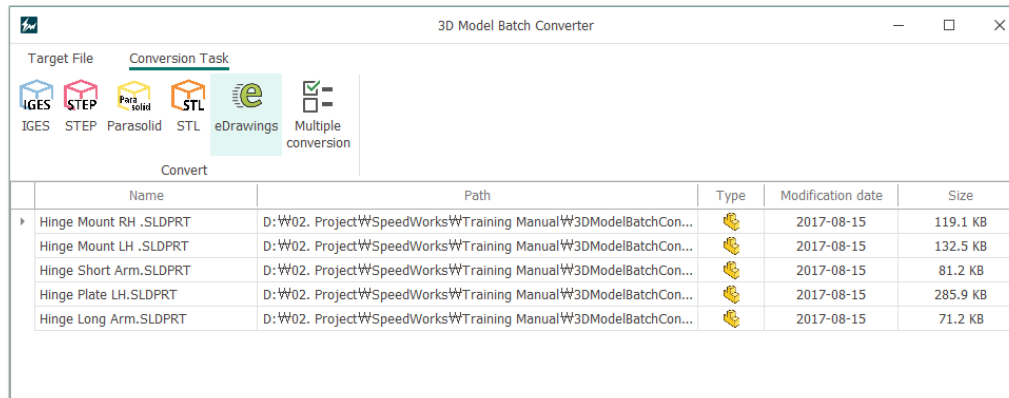 3D Model Batch Converter
Target File Conversion Task
IGES STEP Para solid STL e
IGES STEP Parasolid STL eDrawings Multiple conversion
Convert
Name Path Type Modification date Size
Hinge Mount RH .SLDPRT D:₩02. Project₩SpeedWorks₩Training Manual₩3DModelBatchCon... 2017-08-15 119.1 KB
Hinge Mount LH .SLDPRT D:₩02. Project₩SpeedWorks₩Training Manual₩3DModelBatchCon... 2017-08-15 132.5 KB
Hinge Short Arm.SLDPRT D:₩02. Project₩SpeedWorks₩Training Manual₩3DModelBatchCon... 2017-08-15 81.2 KB
Hinge Plate LH.SLDPRT D:₩02. Project₩SpeedWorks₩Training Manual₩3DModelBatchCon... 2017-08-15 285.9 KB
Hinge Long Arm.SLDPRT D:₩02. Project₩SpeedWorks₩Training Manual₩3DModelBatchCon... 2017-08-15 71.2 KB